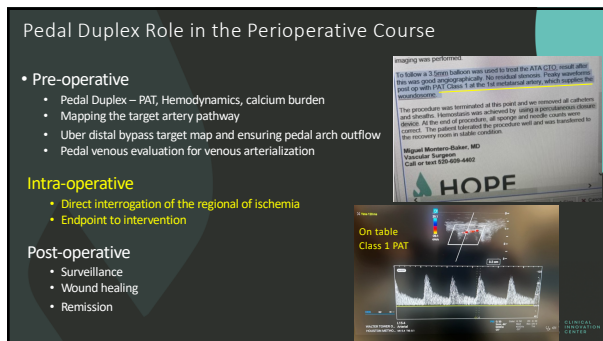 Pedal Duplex Role in the Perioperative Course
• Pre-operative
• Pedal Duplex – PAT, Hemodynamics, calcium burden
• Mapping the target artery pathway
• Uber distal bypass target map and ensuring pedal arch outflow
• Pedal venous evaluation for venous arterialization
Intra-operative
• Direct interrogation of the regional of ischemia
• Endpoint to intervention
Post-operative
• Surveillance
• Wound healing
• Remission
imaging was performed.
To follow a 3.5mm balloon was used to treat the ATA CTO, result after
this was good angiographically. No residual stenosis. Peaky waveforms
post op with PAT Class 1 at the 1st metatarsal artery, which supplies the
woundosome.
The procedure was terminated at this point and we removed all catheters
and sheaths. Hemostasis was achieved by using a percutaneous closure
device. At the end of procedure, all sponge and needle counts were
correct. The patient tolerated the procedure well and was transferred to
the recovery room in stable condition.
Miguel Montero-Baker, MD
Vascular Surgeon
Call or text 520-609-4402
HOPE
On table
Class 1 PAT
CLINICAL
INNOVATION
CENTER